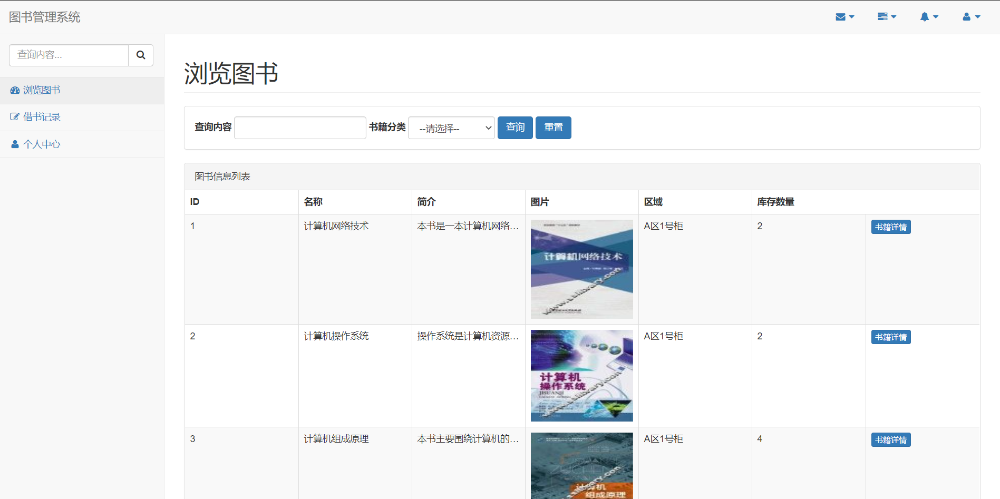 图书管理系统
查询内容...
浏览图书
借书记录
个人中心
浏览图书
查询内容 书籍分类 --请选择-- 查询 重置
图书信息列表
ID 名称 简介 图片 区域 库存数量
1 计算机网络技术 本书是一本计算机网络… A区1号柜 2 书籍详情
计算机网络技术
www.sslibrary.com
2 计算机操作系统 操作系统是计算机资源… A区1号柜 2 书籍详情
计算机
操作系统
JISUANJI
www.sslibrary.com
3 计算机组成原理 本书主要围绕计算机的… A区1号柜 4 书籍详情
计算机
组成原理